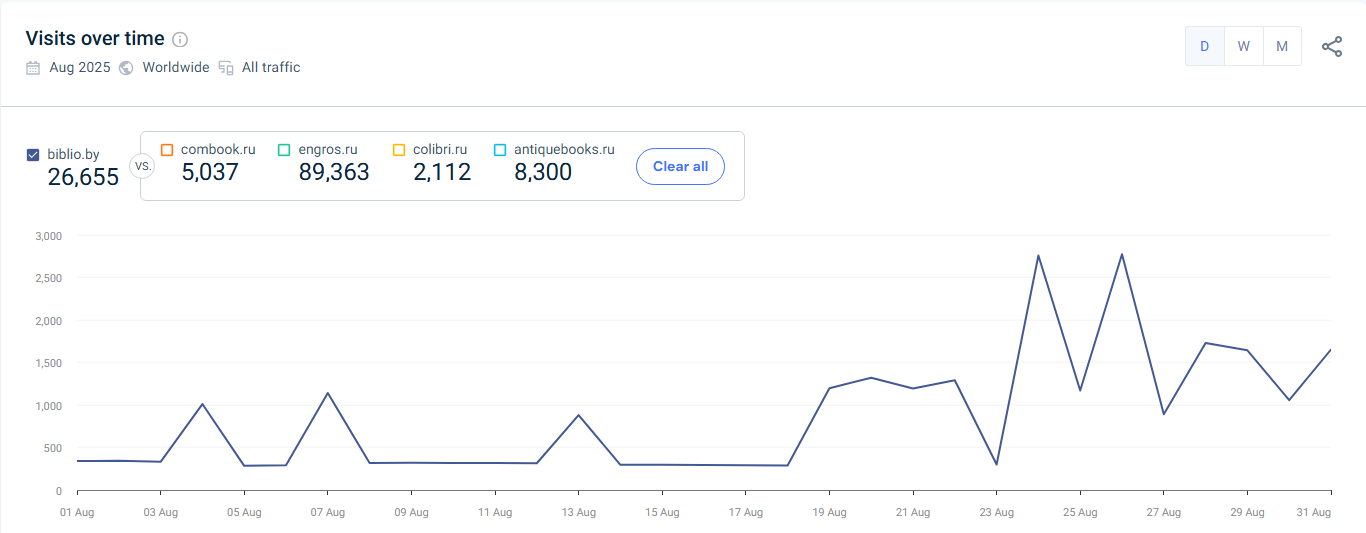 Visits over time
Aug 2025 Worldwide All traffic
D W M
biblio.by
26,655
VS.
combook.ru engros.ru colibri.ru antiquebooks.ru
5,037 89,363 2,112 8,300
Clear all
3,000
2,500
2,000
1,500
1,000
500
0
01 Aug 03 Aug 05 Aug 07 Aug 09 Aug 11 Aug 13 Aug 15 Aug 17 Aug 19 Aug 21 Aug 23 Aug 25 Aug 27 Aug 29 Aug 31 Aug